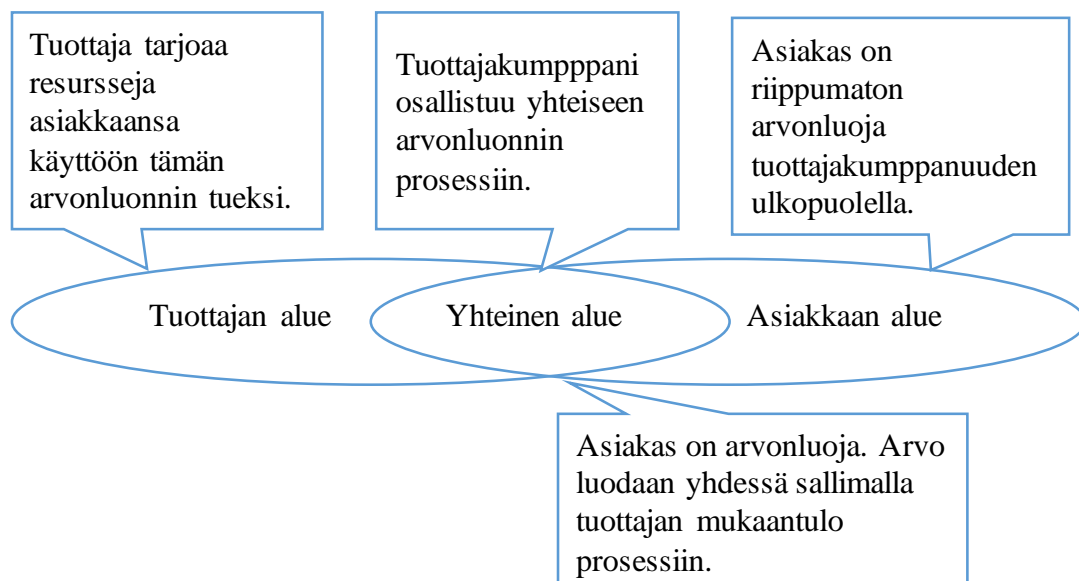 Tuottaja tarjoaa
resursseja
asiakkaansa
käyttöön tämän
arvonluonnin tueksi.
Tuottajakumpppani
osallistuu yhteiseen
arvonluonnin
prosessiin.
Asiakas on
riippumaton
arvonluoja
tuottajakumppanuuden
ulkopuolella.
Tuottajan alue
Yhteinen alue
Asiakkaan alue
Asiakas on arvonluoja. Arvo
luodaan yhdessä sallimalla
tuottajan mukaantulo
prosessiin.